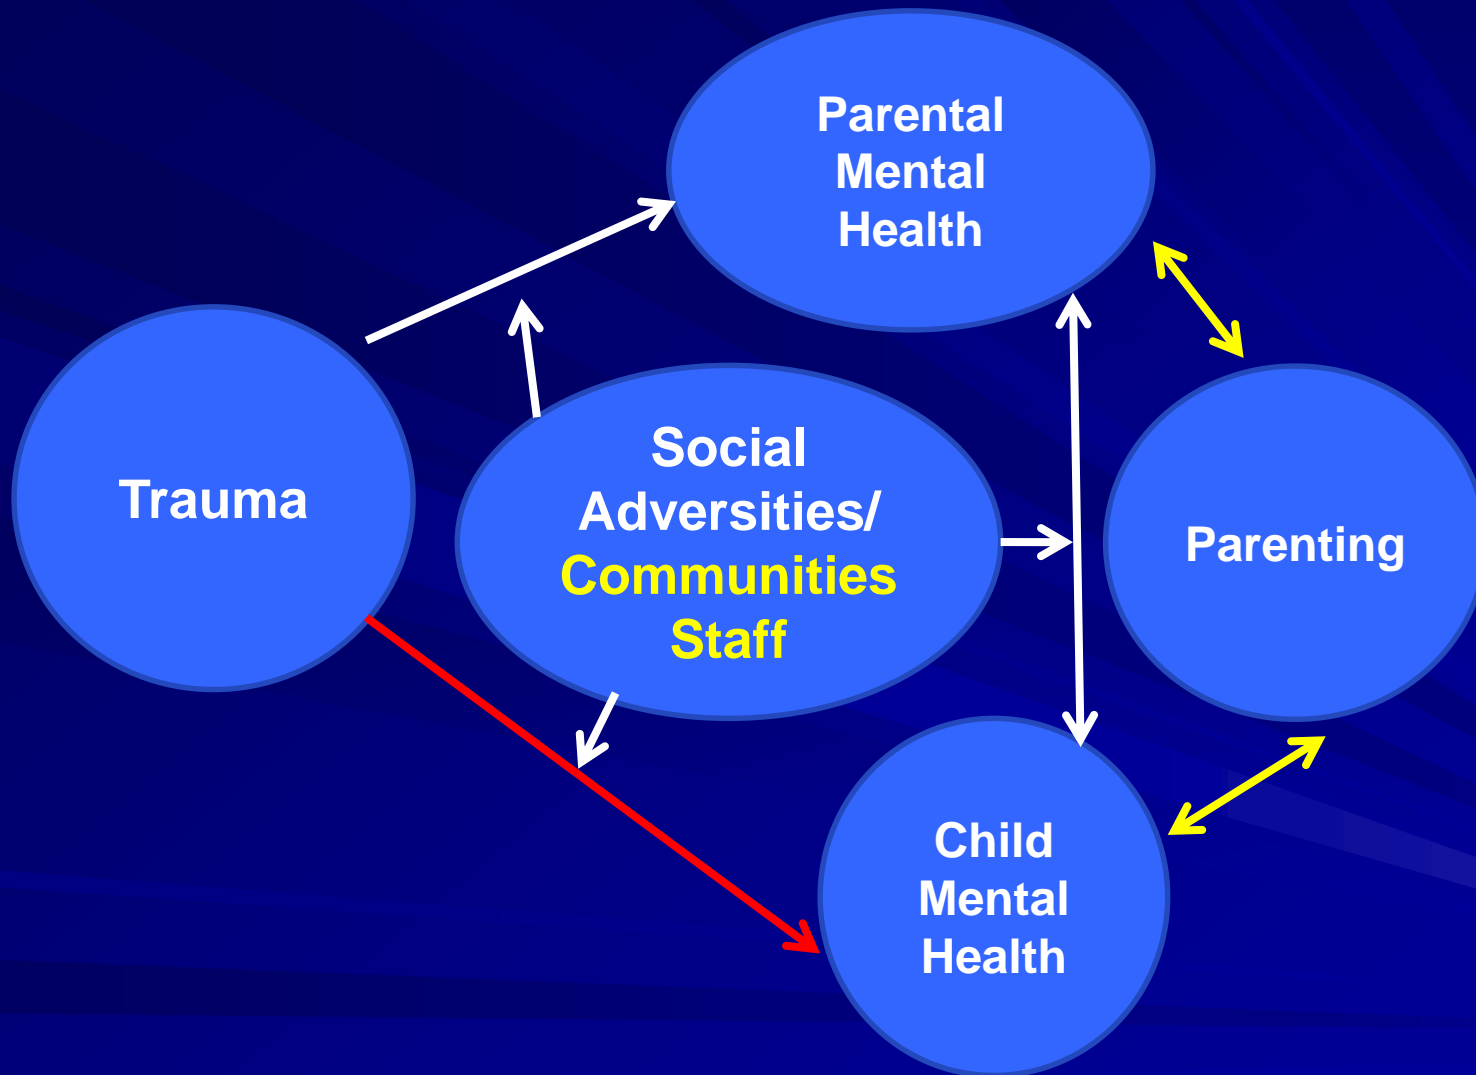 Parental
Mental
Health
Trauma
Social
Adversities/
Communities
Staff
Parenting
Child
Mental
Health